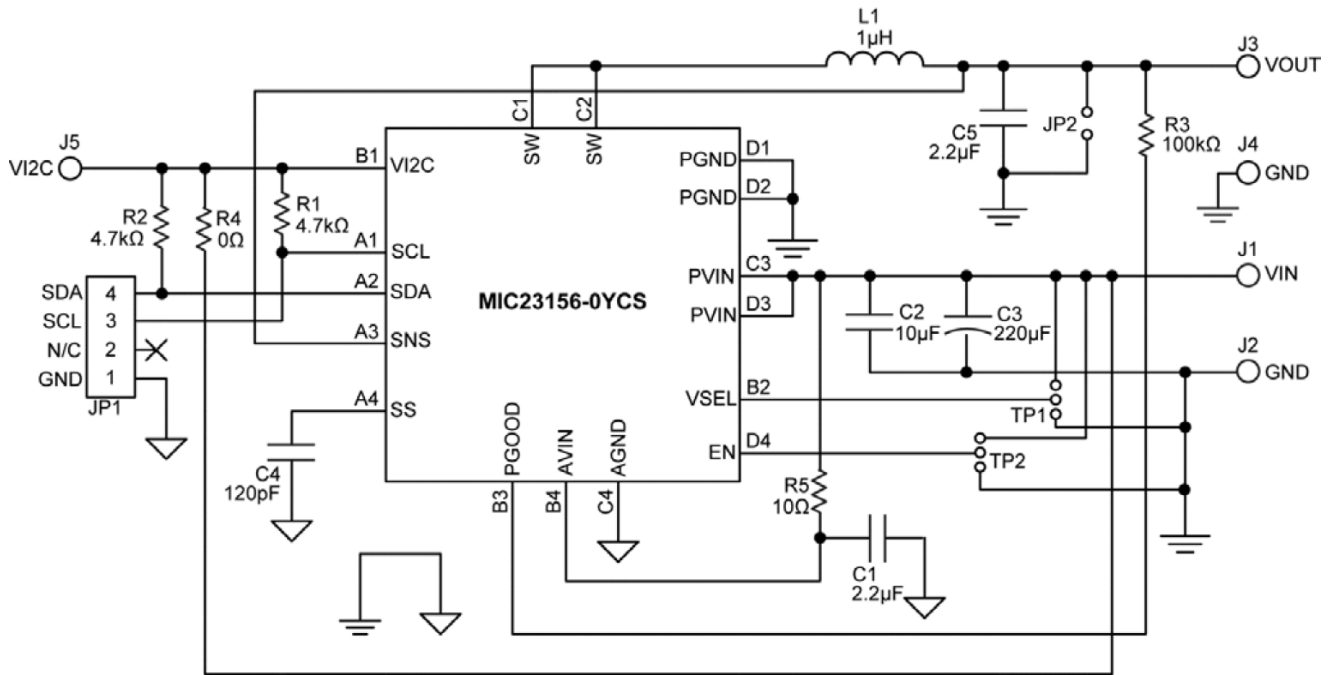 L1
1µH
J3
VOUT
C1
C2
SW
SW
C5
2.2µF
JP2
R3
100kΩ
J5
VI2C
B1
VI2C
PGND
D1
PGND
D2
J4
GND
R2
4.7kΩ
R4
0Ω
R1
4.7kΩ
A1
SCL
A2
SDA
MIC23156-0YCS
PVIN
C3
PVIN
D3
J1
VIN
SDA
4
SCL
3
N/C
2
GND
1
JP1
A3
SNS
C2
10µF
C3
220µF
J2
GND
A4
SS
VSEL
B2
TP1
EN
D4
TP2
C4
120pF
PGOOD
AVIN
AGND
B3
B4
C4
R5
10Ω
C1
2.2µF